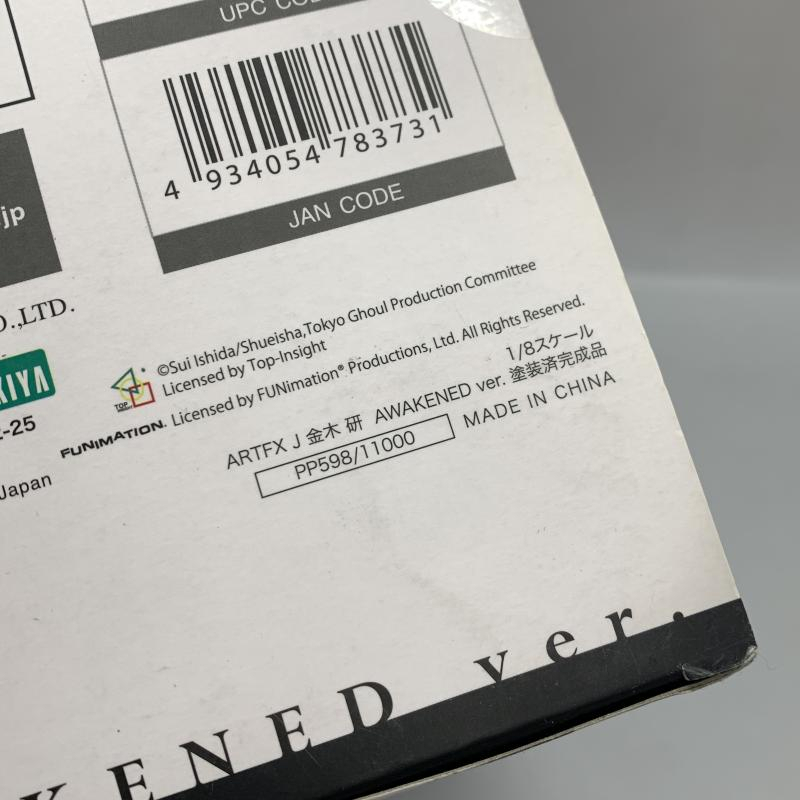 UPC CODE
4 934054 783731
JAN CODE
.jp
O.,LTD.
KIYA
-25
Japan
©Sui Ishida/Shueisha,Tokyo Ghoul Production Committee
Licensed by Top-Insight
TOP
FUNIMATION. Licensed by FUNimation® Productions, Ltd. All Rights Reserved.
1/8スケール
ARTFX J 金木 研 AWAKENED ver. 塗装済完成品
PP598/11000
MADE IN CHINA
KENED ver.